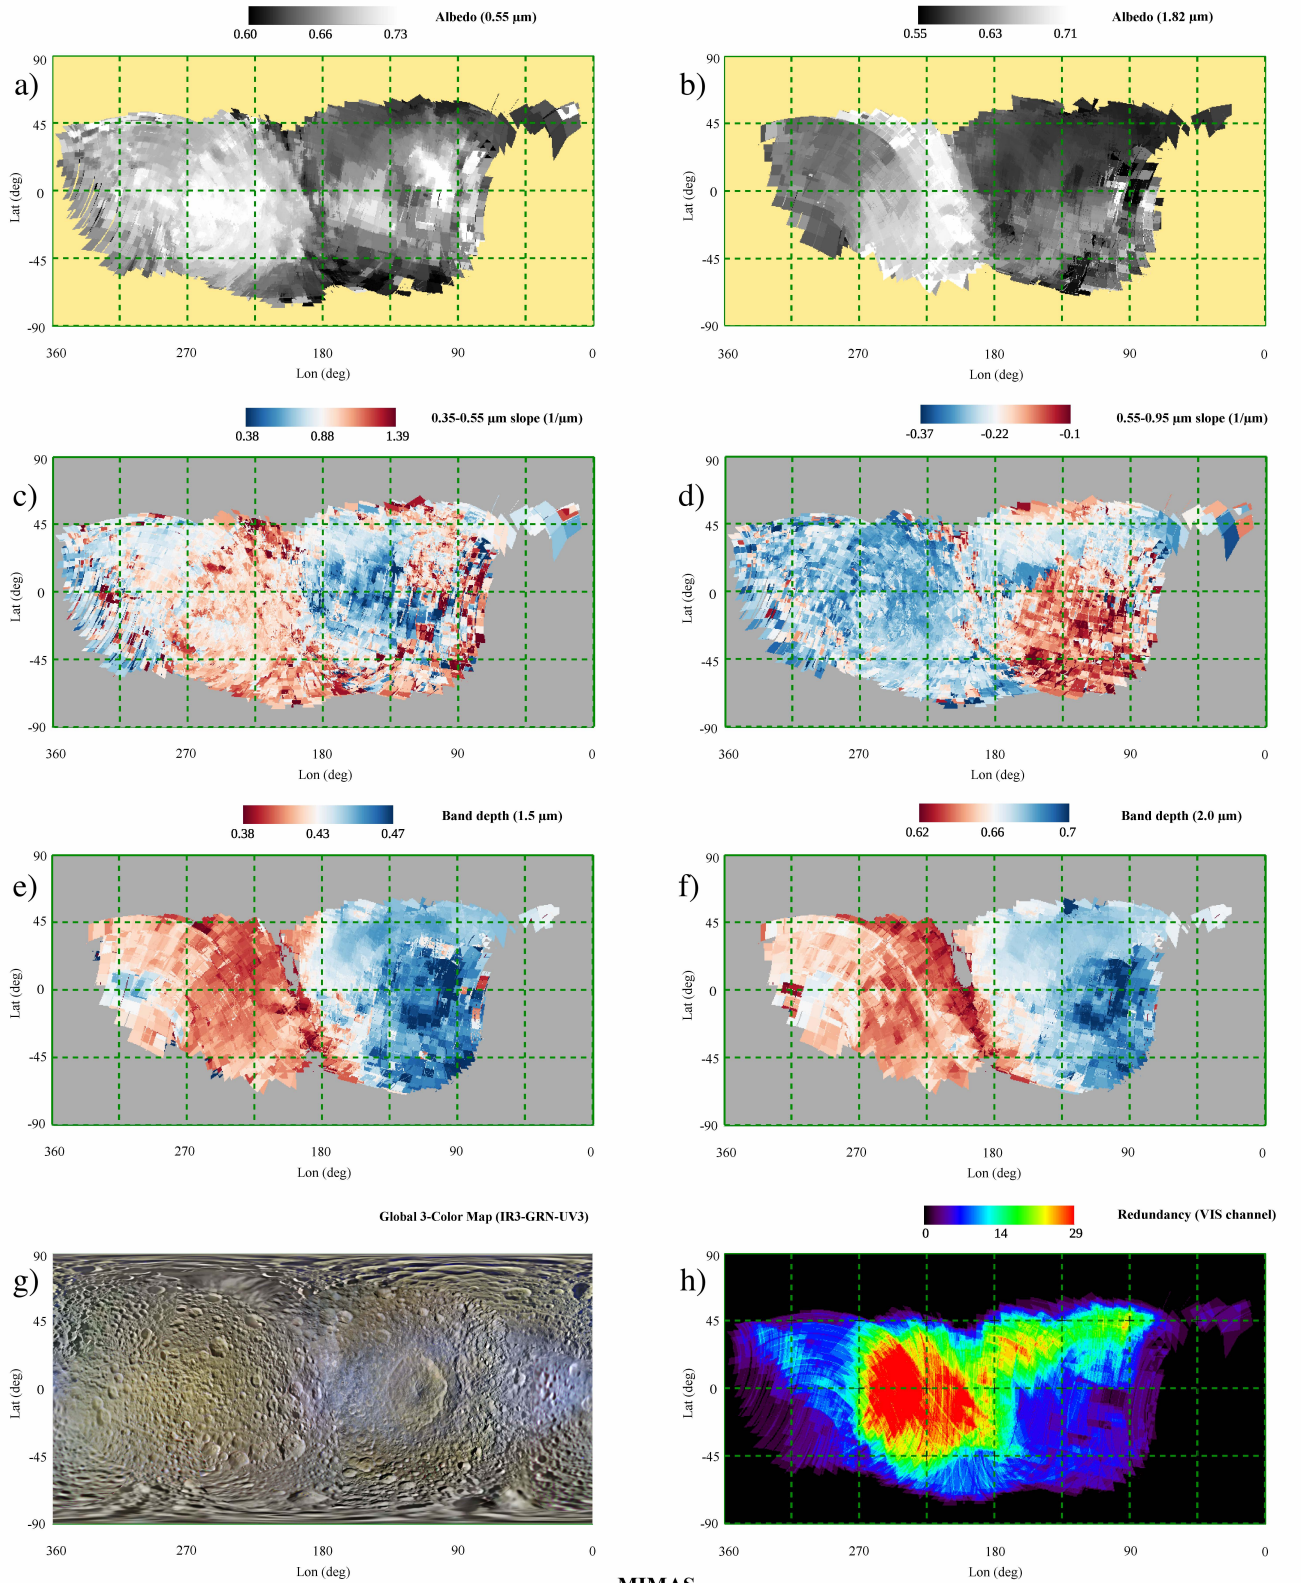 Albedo (0.55 µm)
0.60 0.66 0.73
a)
90
45
0
-45
-90
Lat (deg)
360 270 180 90 0
Lon (deg)
Albedo (1.82 µm)
0.55 0.63 0.71
b)
90
45
0
-45
-90
Lat (deg)
360 270 180 90 0
Lon (deg)
0.35-0.55 µm slope (1/µm)
0.38 0.88 1.39
c)
90
45
0
-45
-90
Lat (deg)
360 270 180 90 0
Lon (deg)
0.55-0.95 µm slope (1/µm)
-0.37 -0.22 -0.1
d)
90
45
0
-45
-90
Lat (deg)
360 270 180 90 0
Lon (deg)
Band depth (1.5 µm)
0.38 0.43 0.47
e)
90
45
0
-45
-90
Lat (deg)
360 270 180 90 0
Lon (deg)
Band depth (2.0 µm)
0.62 0.66 0.7
f)
90
45
0
-45
-90
Lat (deg)
360 270 180 90 0
Lon (deg)
Global 3-Color Map (IR3-GRN-UV3)
g)
90
45
0
-45
-90
Lat (deg)
360 270 180 90 0
Lon (deg)
Redundancy (VIS channel)
0 14 29
h)
90
45
0
-45
-90
Lat (deg)
360 270 180 90 0
Lon (deg)
MIMAS